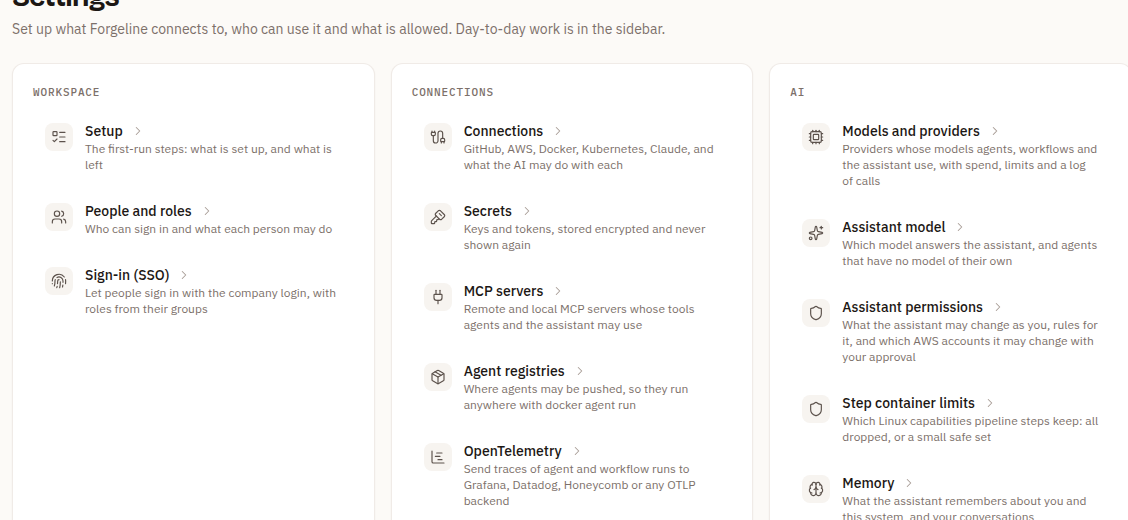 Settings
Set up what Forgeline connects to, who can use it and what is allowed. Day-to-day work is in the sidebar.
WORKSPACE
Setup
The first-run steps: what is set up, and what is
left
People and roles
Who can sign in and what each person may do
Sign-in (SSO)
Let people sign in with the company login, with
roles from their groups
CONNECTIONS
Connections
GitHub, AWS, Docker, Kubernetes, Claude, and
what the AI may do with each
Secrets
Keys and tokens, stored encrypted and never
shown again
MCP servers
Remote and local MCP servers whose tools
agents and the assistant may use
Agent registries
Where agents may be pushed, so they run
anywhere with docker agent run
OpenTelemetry
Send traces of agent and workflow runs to
Grafana, Datadog, Honeycomb or any OTLP
backend
AI
Models and providers
Providers whose models agents, workflows and
the assistant use, with spend, limits and a log
of calls
Assistant model
Which model answers the assistant, and agents
that have no model of their own
Assistant permissions
What the assistant may change as you, rules for
it, and which AWS accounts it may change with
your approval
Step container limits
Which Linux capabilities pipeline steps keep: all
dropped, or a small safe set
Memory
What the assistant remembers about you and
this system, and your conversations